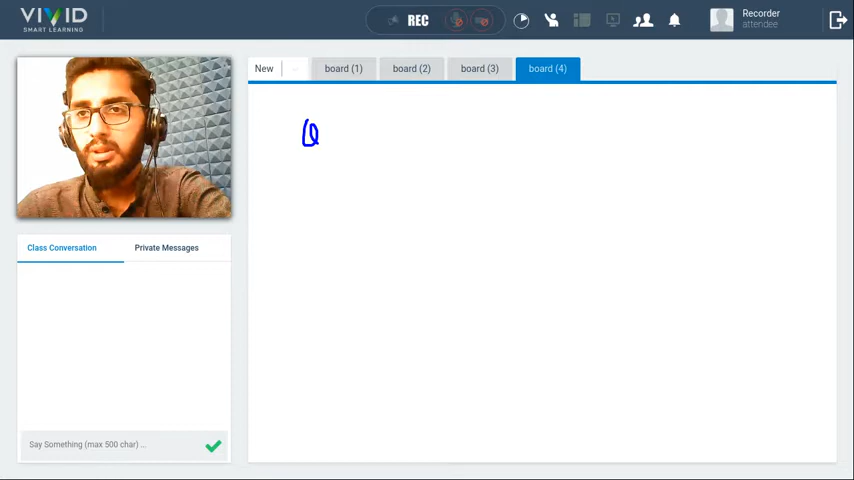 VIVID
SMART LEARNING
REC
Recorder
attendee
New
board (1)
board (2)
board (3)
board (4)
Class Conversation
Private Messages
Say Something (max 500 char) ...